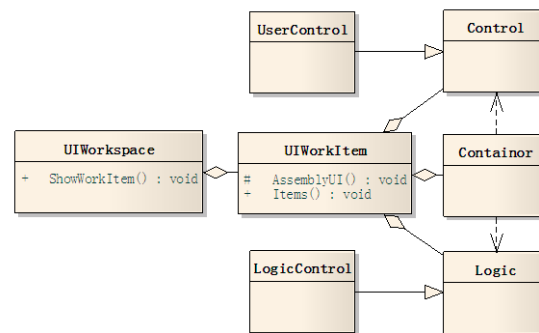 UserControl
Control
UIWorkspace
+ ShowWorkItem() : void
UIWorkItem
# AssemblyUI() : void
+ Items() : void
Containor
LogicControl
Logic